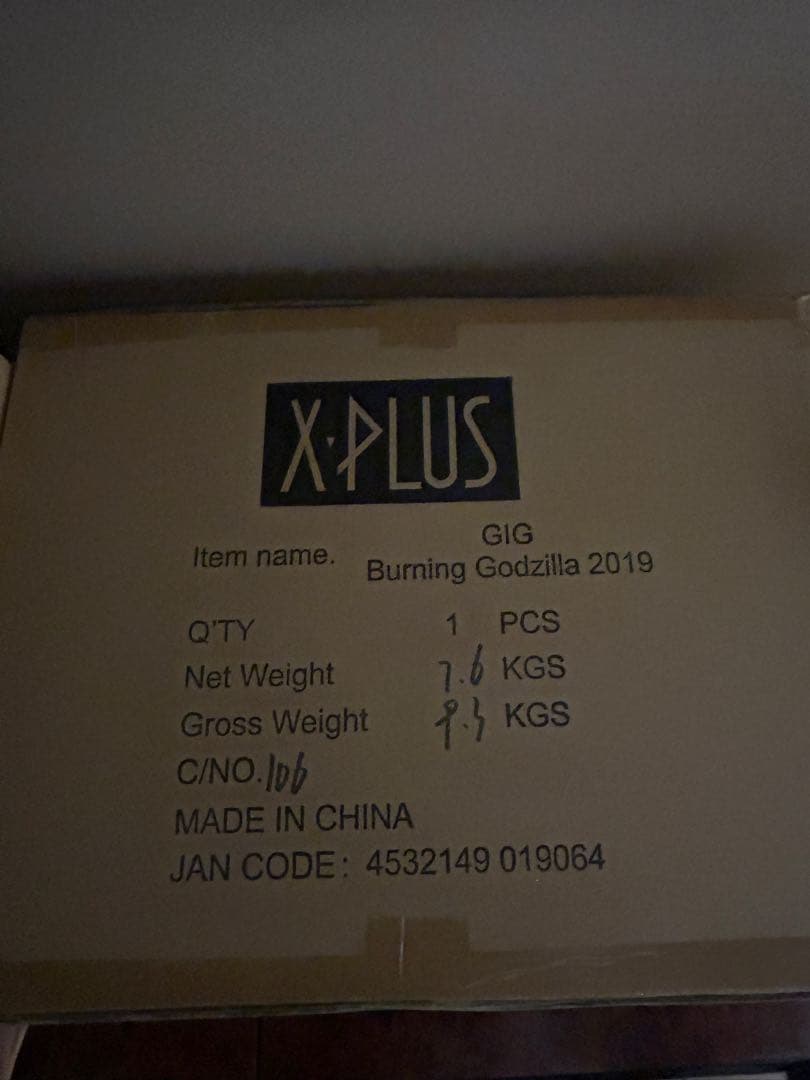 X·PLUS
Item name. GIG
Burning Godzilla 2019
Q'TY 1 PCS
Net Weight 7.6 KGS
Gross Weight 9.3 KGS
C/NO.106
MADE IN CHINA
JAN CODE: 4532149 019064